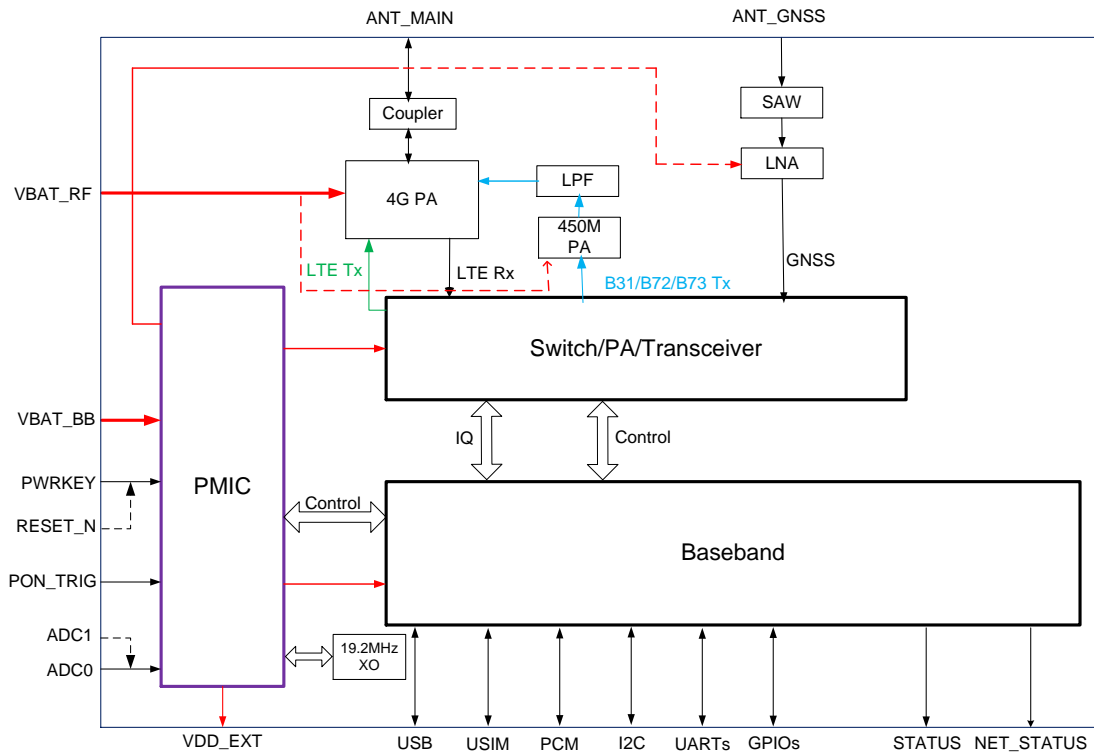 ANT_MAIN
ANT_GNSS
Coupler
SAW
LNA
VBAT_RF
4G PA
LPF
450M
PA
LTE Tx
LTE Rx
B31/B72/B73 Tx
GNSS
Switch/PA/Transceiver
VBAT_BB
IQ
Control
PWRKEY
PMIC
Control
RESET_N
Baseband
PON_TRIG
ADC1
ADC0
19.2MHz
XO
VDD_EXT
USB
USIM
PCM
I2C
UARTs
GPIOs
STATUS
NET_STATUS